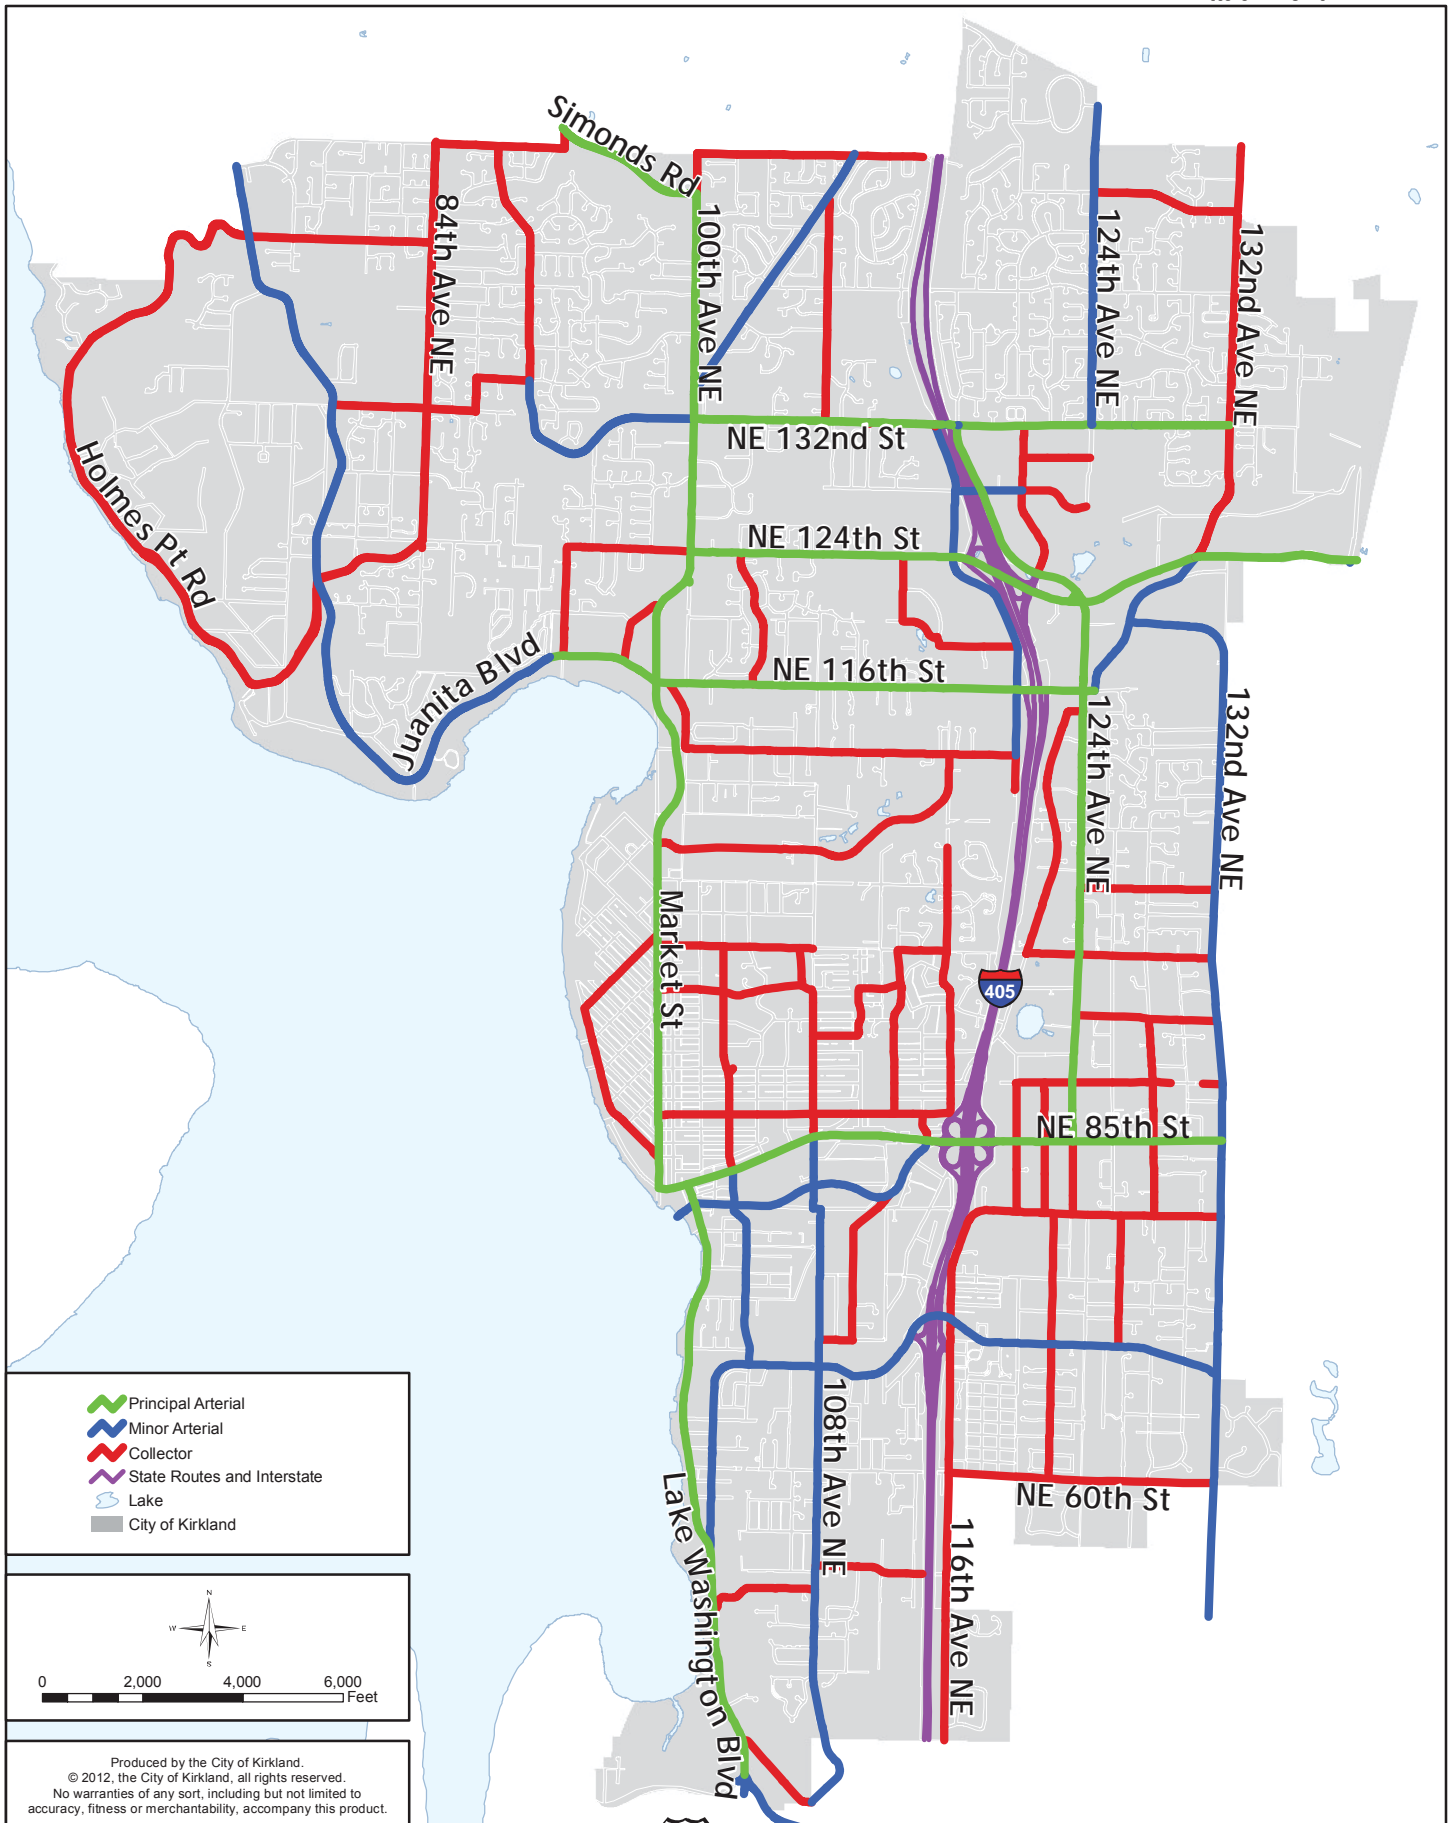 Simonds Rd
84th Ave NE
100th Ave NE
124th Ave NE
132nd Ave NE
NE 132nd St
Holmes Pt Rd
NE 124th St
Juanita Blvd
NE 116th St
124th Ave NE
132nd Ave NE
Market St
405
NE 85th St
108th Ave NE
Lake Washington Blvd
NE 60th St
116th Ave NE
Principal Arterial
Minor Arterial
Collector
State Routes and Interstate
Lake
City of Kirkland
N
W E
S
0 2,000 4,000 6,000
Feet
Produced by the City of Kirkland.
© 2012, the City of Kirkland, all rights reserved.
No warranties of any sort, including but not limited to
accuracy, fitness or merchantability, accompany this product.